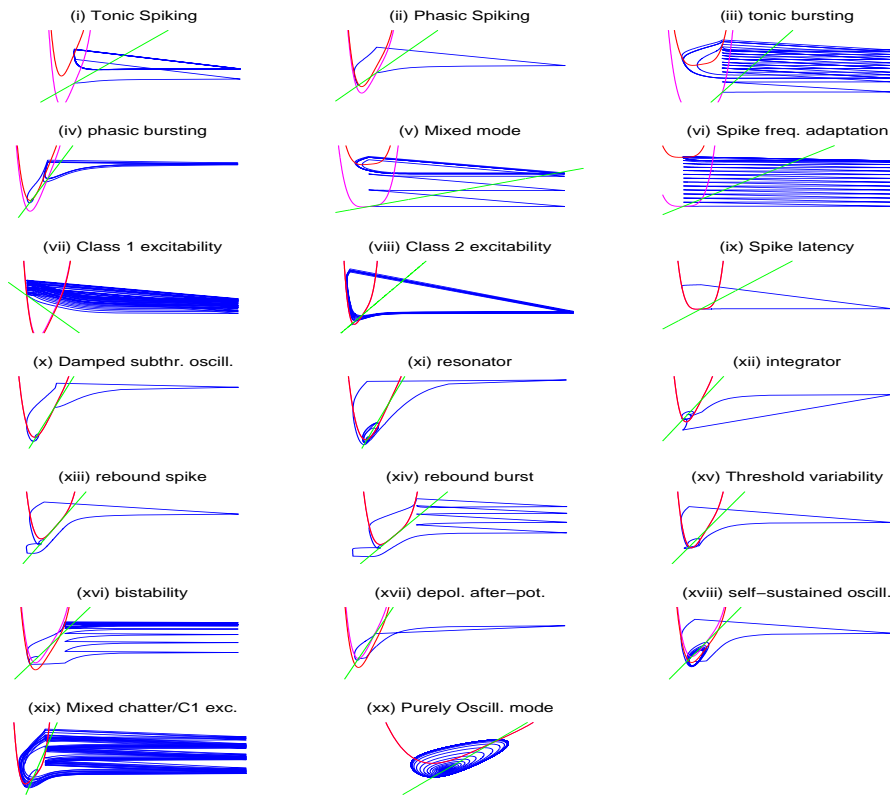 (i) Tonic Spiking
(ii) Phasic Spiking
(iii) tonic bursting
(iv) phasic bursting
(v) Mixed mode
(vi) Spike freq. adaptation
(vii) Class 1 excitability
(viii) Class 2 excitability
(ix) Spike latency
(x) Damped subthr. oscill.
(xi) resonator
(xii) integrator
(xiii) rebound spike
(xiv) rebound burst
(xv) Threshold variability
(xvi) bistability
(xvii) depol. after−pot.
(xviii) self−sustained oscill.
(xix) Mixed chatter/C1 exc.
(xx) Purely Oscill. mode